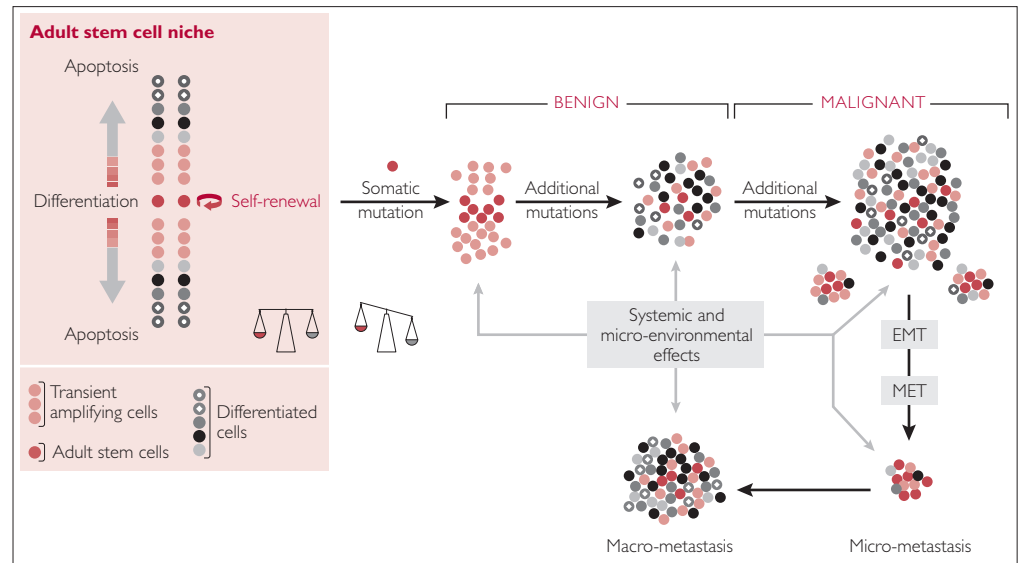 Adult stem cell niche
Apoptosis
Differentiation
Self-renewal
Apoptosis
Transient
amplifying cells
Adult stem cells
Differentiated
cells
BENIGN
MALIGNANT
Somatic
mutation
Additional
mutations
Additional
mutations
Systemic and
micro-environmental
effects
EMT
MET
Macro-metastasis
Micro-metastasis